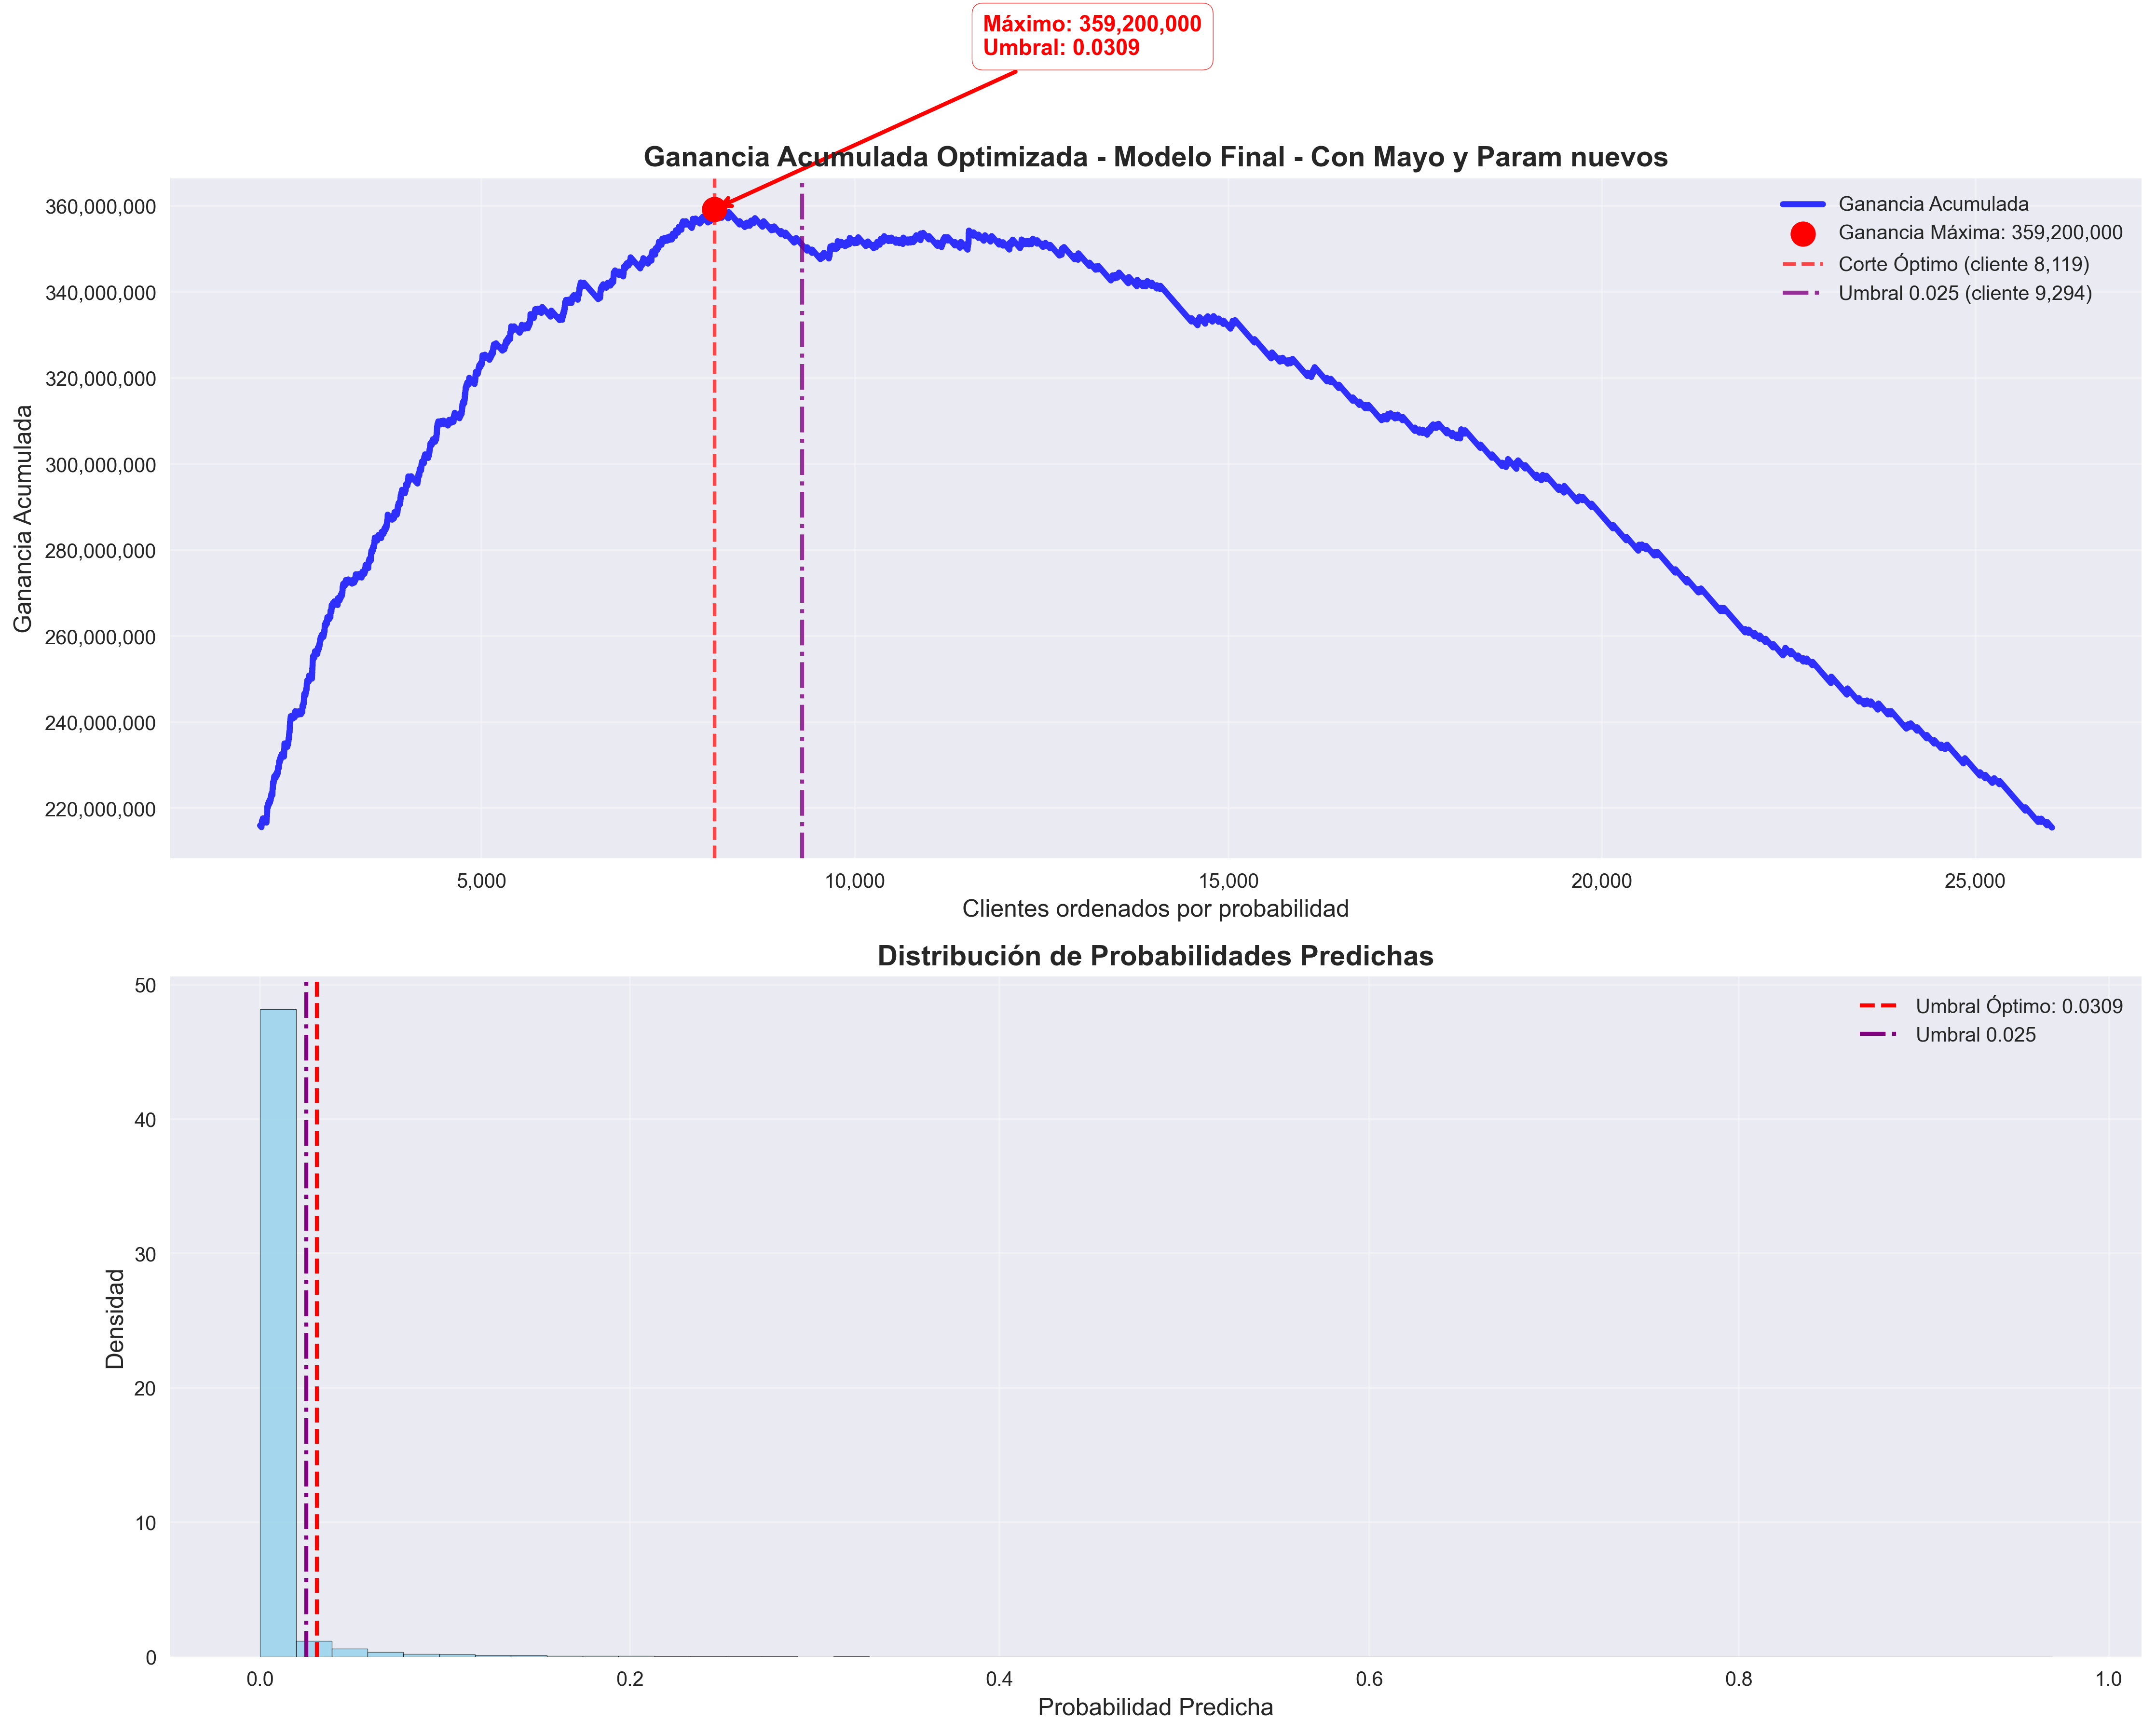 Máximo: 359,200,000
Umbral: 0.0309
Ganancia Acumulada Optimizada - Modelo Final - Con Mayo y Param nuevos
Ganancia Acumulada
360,000,000
340,000,000
320,000,000
300,000,000
280,000,000
260,000,000
240,000,000
220,000,000
Ganancia Acumulada
Ganancia Máxima: 359,200,000
Corte Óptimo (cliente 8,119)
Umbral 0.025 (cliente 9,294)
5,000
10,000
15,000
20,000
25,000
Clientes ordenados por probabilidad
Distribución de Probabilidades Predichas
Densidad
50
40
30
20
10
0
Umbral Óptimo: 0.0309
Umbral 0.025
0.0
0.2
0.4
0.6
0.8
1.0
Probabilidad Predicha